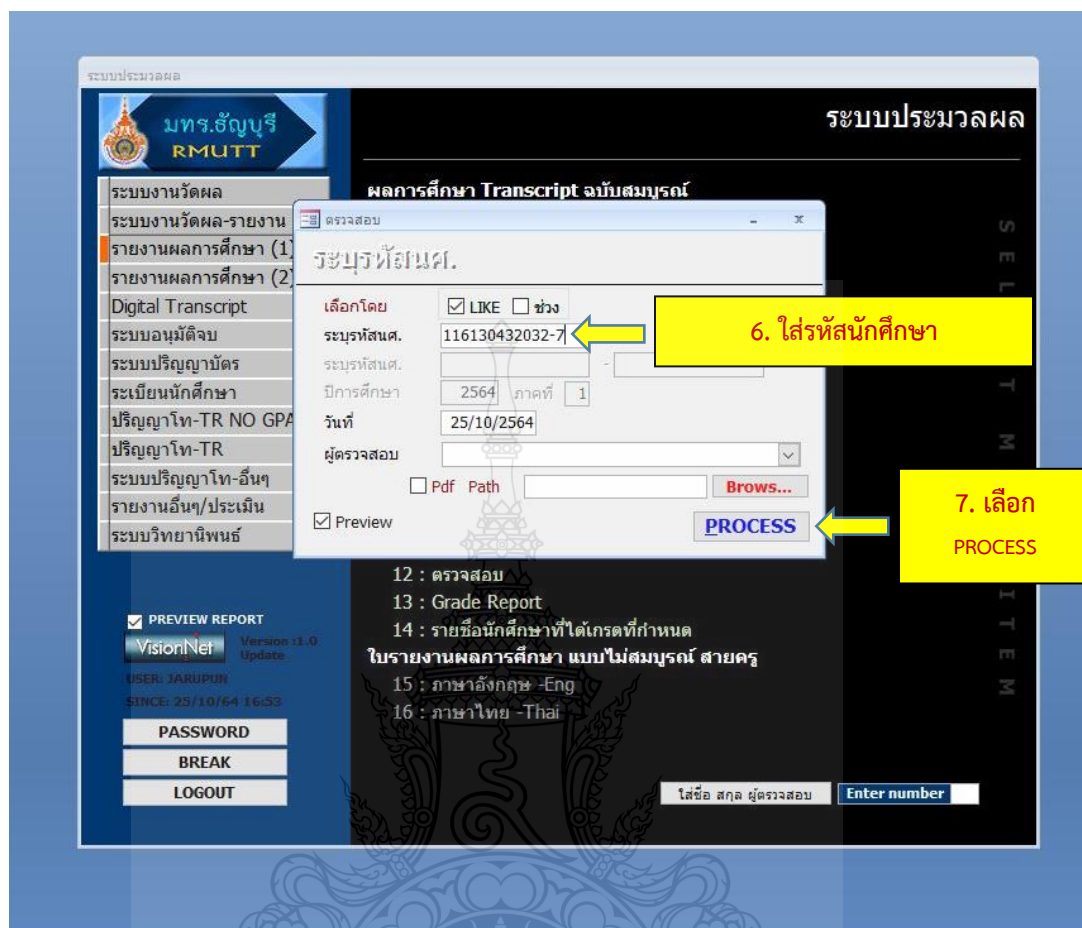 ระบบประมวลผล
มทร.ธัญบุรี
RMUTT
ระบบประมวลผล
ระบบงานวัดผล
ระบบงานวัดผล-รายงาน
รายงานผลการศึกษา (1)
รายงานผลการศึกษา (2)
Digital Transcript
ระบบอนุมัติจบ
ระบบปริญญาบัตร
ระเบียนนักศึกษา
ปริญญาโท-TR NO GPA
ปริญญาโท-TR
ระบบปริญญาโท-อื่นๆ
รายงานอื่นๆ/ประเมิน
ระบบวิทยานิพนธ์
ผลการศึกษา Transcript ฉบับสมบูรณ์
ตรวจสอบ
ระบุรหัสนศ.
เลือกโดย LIKE ช่วง
ระบุรหัสนศ. 116130432032-7
ระบุรหัสนศ. -
ปีการศึกษา 2564 ภาคที่ 1
วันที่ 25/10/2564
ผู้ตรวจสอบ
Pdf Path Brows...
Preview PROCESS
6. ใส่รหัสนักศึกษา
7. เลือก
PROCESS
12 : ตรวจสอบ
13 : Grade Report
14 : รายชื่อนักศึกษาที่ได้เกรดที่กำหนด
ใบรายงานผลการศึกษา แบบไม่สมบูรณ์ สายครู
15 : ภาษาอังกฤษ -Eng
16 : ภาษาไทย -Thai
PREVIEW REPORT
VisionNet Version :1.0
Update
USER: JARUPUN
SINCE: 25/10/64 16:53
PASSWORD
BREAK
LOGOUT
ใส่ชื่อ สกุล ผู้ตรวจสอบ Enter number